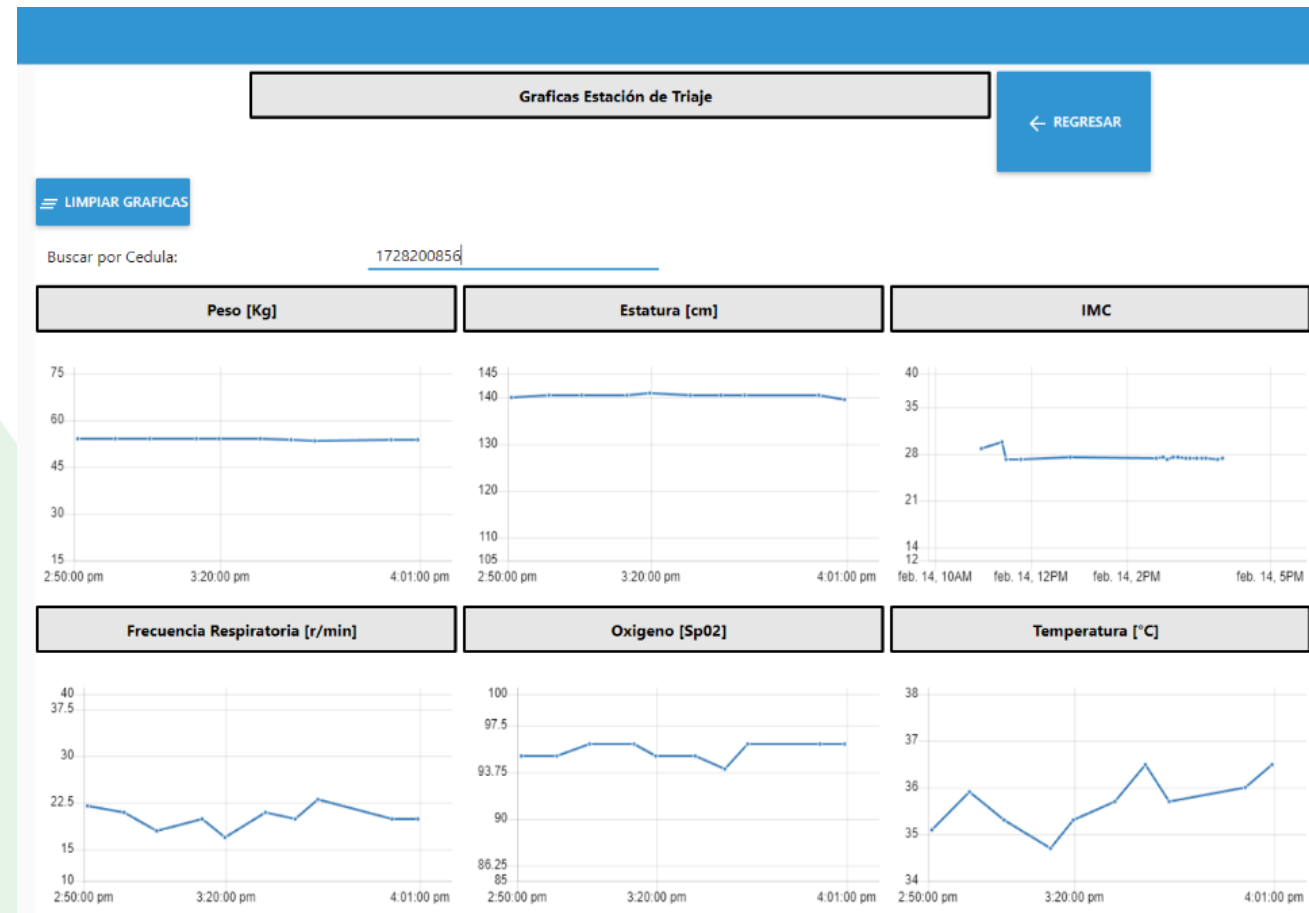 Graficas Estación de Triaje
← REGRESAR
LIMPIAR GRAFICAS
Buscar por Cedula: 1728200856
Peso [Kg]
75
60
45
30
15
2:50:00 pm 3:20:00 pm 4:01:00 pm
Estatura [cm]
145
140
130
120
110
105
2:50:00 pm 3:20:00 pm 4:01:00 pm
IMC
40
35
28
21
14
12
feb. 14, 10AM feb. 14, 12PM feb. 14, 2PM feb. 14, 5PM
Frecuencia Respiratoria [r/min]
40
37.5
30
22.5
15
10
2:50:00 pm 3:20:00 pm 4:01:00 pm
Oxigeno [Sp02]
100
97.5
93.75
90
86.25
85
2:50:00 pm 3:20:00 pm 4:01:00 pm
Temperatura [°C]
38
37
36
35
34
2:50:00 pm 3:20:00 pm 4:01:00 pm